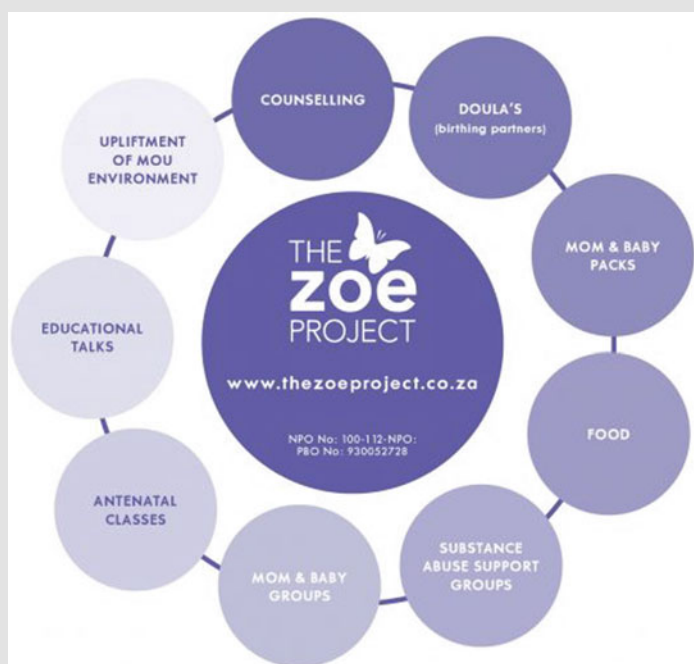 THE
zoe
PROJECT
www.thezoeproject.co.za
NPO No: 100-112-NPO:
PBO No: 930052728
COUNSELLING
DOULA'S
(birthing partners)
MOM & BABY
PACKS
FOOD
SUBSTANCE
ABUSE SUPPORT
GROUPS
MOM & BABY
GROUPS
ANTENATAL
CLASSES
EDUCATIONAL
TALKS
UPLIFTMENT
OF MOU
ENVIRONMENT